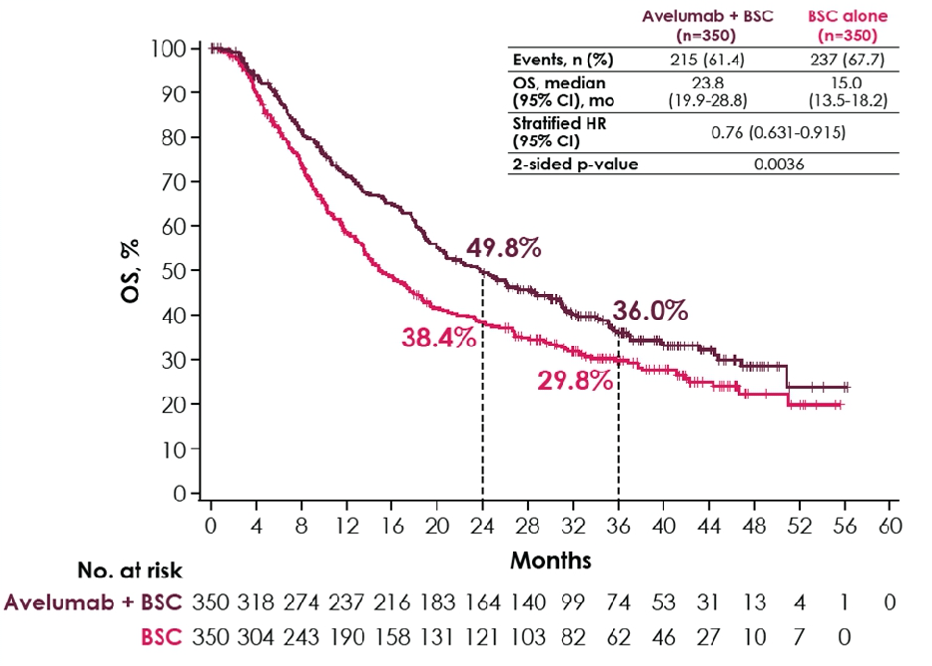 Avelumab + BSC BSC alone
(n=350) (n=350)
Events, n (%) 215 (61.4) 237 (67.7)
OS, median 23.8 15.0
(95% CI), mo (19.9-28.8) (13.5-18.2)
Stratified HR
(95% CI) 0.76 (0.631-0.915)
2-sided p-value 0.0036
OS, %
100
90
80
70
60
50
40
30
20
10
0
49.8%
36.0%
38.4%
29.8%
0 4 8 12 16 20 24 28 32 36 40 44 48 52 56 60
Months
No. at risk
Avelumab + BSC 350 318 274 237 216 183 164 140 99 74 53 31 13 4 1 0
BSC 350 304 243 190 158 131 121 103 82 62 46 27 10 7 0